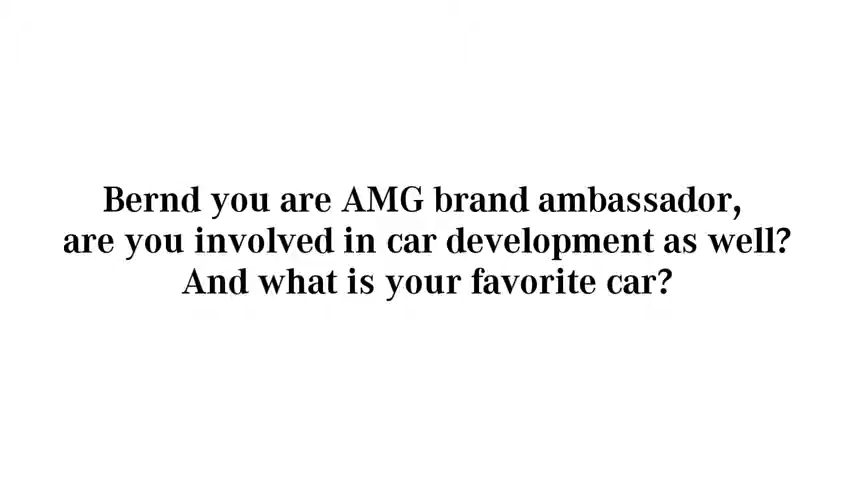 Bernd you are AMG brand ambassador,
are you involved in car development as well?
And what is your favorite car?